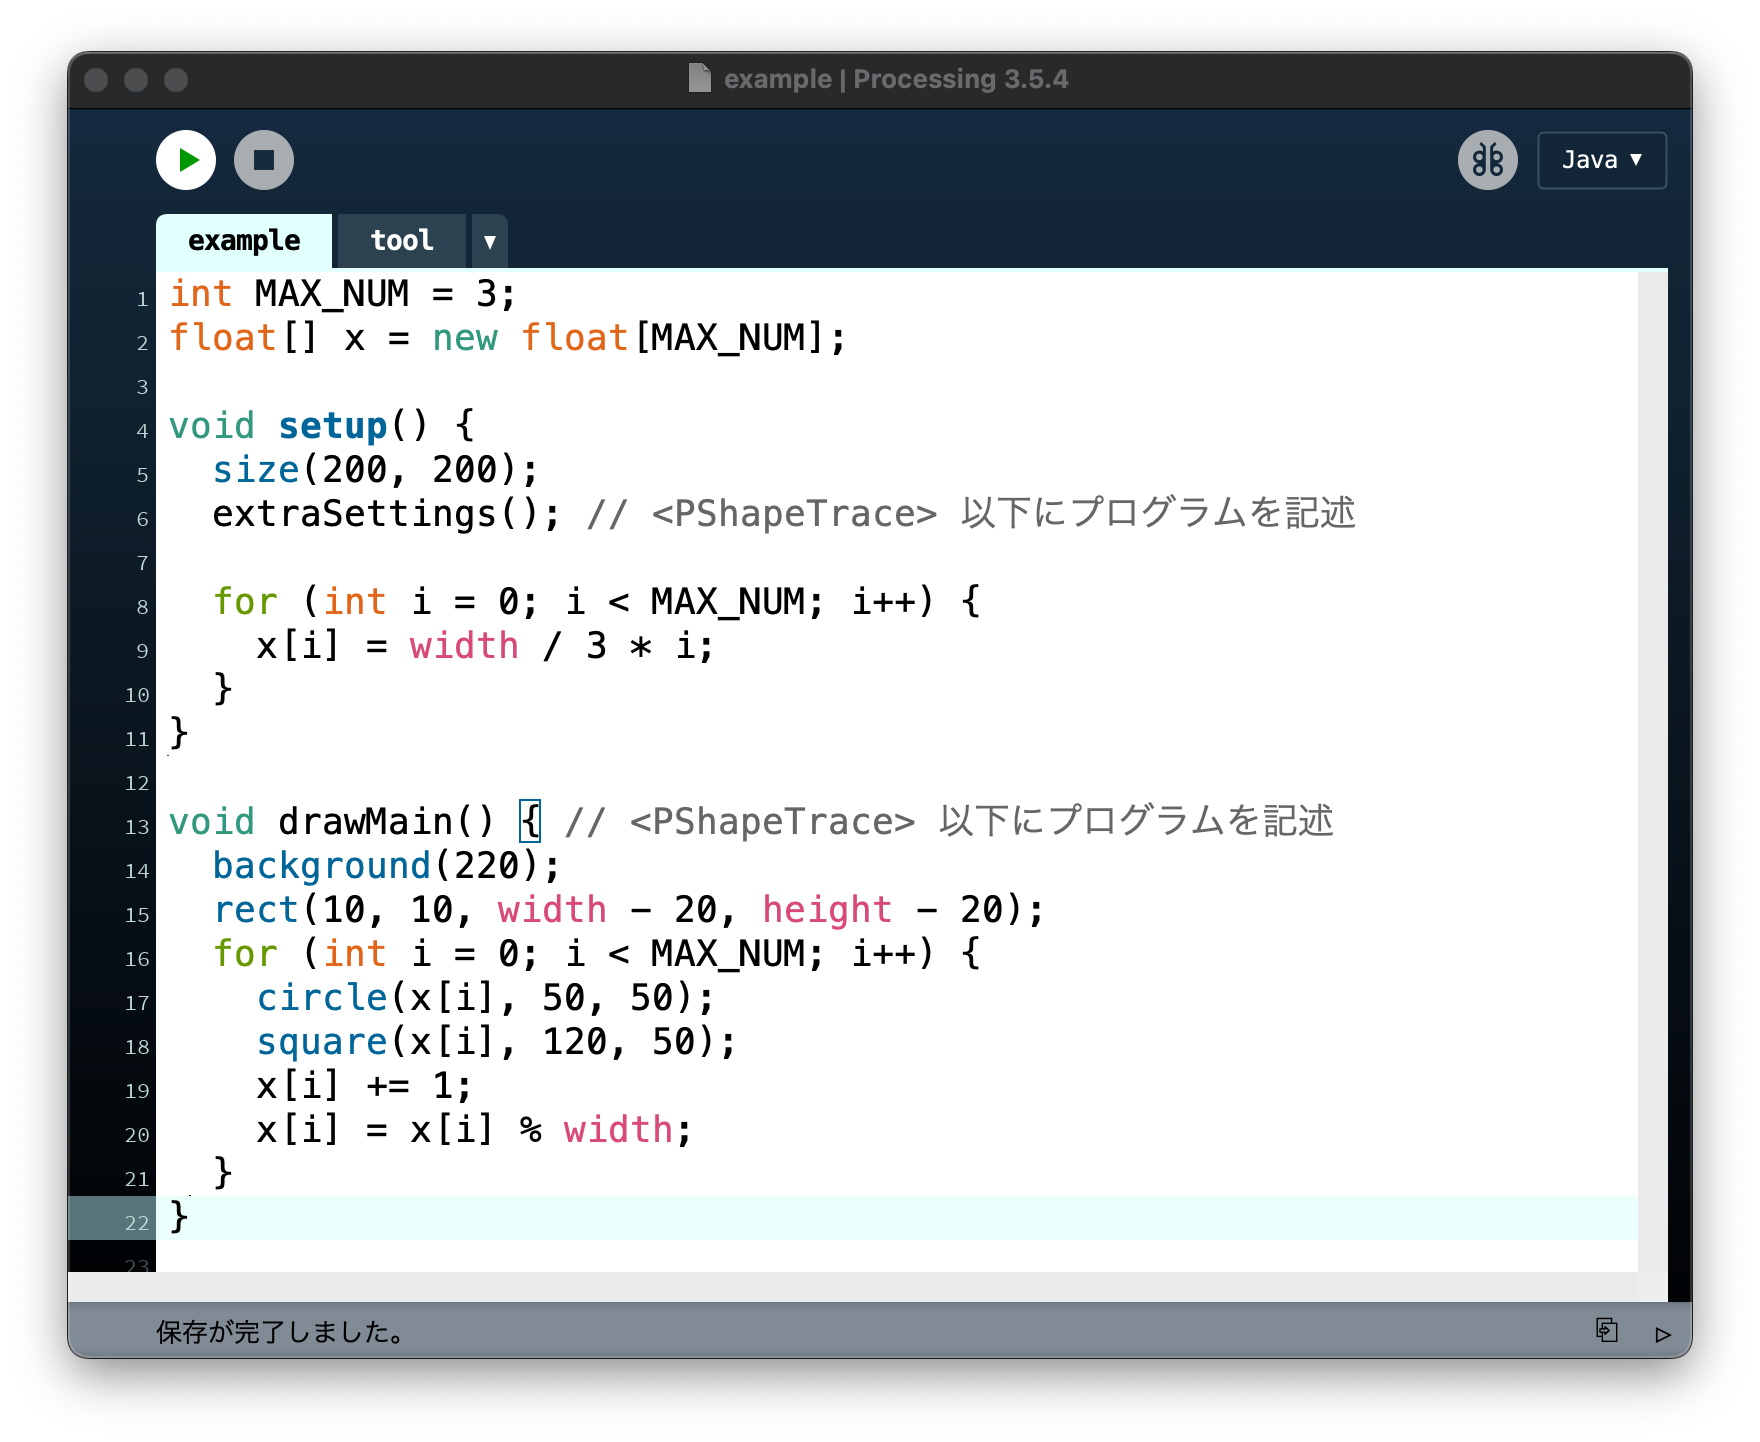 example | Processing 3.5.4
Java ▼
example tool ▼
1 int MAX_NUM = 3;
2 float[] x = new float[MAX_NUM];
3
4 void setup() {
5   size(200, 200);
6   extraSettings(); // <PShapeTrace> 以下にプログラムを記述
7
8   for (int i = 0; i < MAX_NUM; i++) {
9     x[i] = width / 3 * i;
10   }
11 }
12
13 void drawMain() { // <PShapeTrace> 以下にプログラムを記述
14   background(220);
15   rect(10, 10, width - 20, height - 20);
16   for (int i = 0; i < MAX_NUM; i++) {
17     circle(x[i], 50, 50);
18     square(x[i], 120, 50);
19     x[i] += 1;
20     x[i] = x[i] % width;
21   }
22 }
23
保存が完了しました。